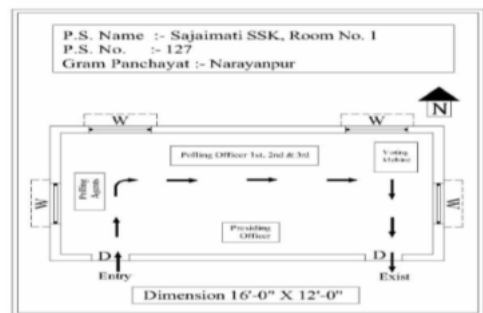 P.S. Name :- Sajaimati SSK, Room No. 1
P.S. No. :- 127
Gram Panchayat :- Narayanpur
N
W
W
Polling Officer 1st, 2nd & 3rd
Voting Mechine
W
Polling Agents
W
Presiding Officer
D
D
Entry
Exist
Dimension 16'-0" X 12'-0"